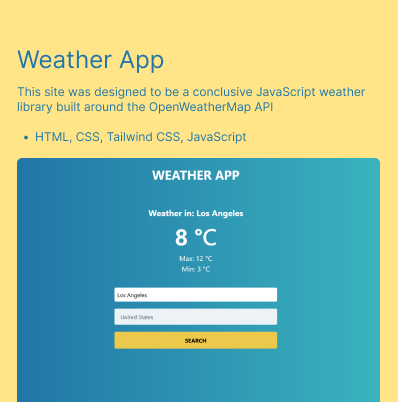 Weather App
This site was designed to be a conclusive JavaScript weather
library built around the OpenWeatherMap API
• HTML, CSS, Tailwind CSS, JavaScript
WEATHER APP
Weather in: Los Angeles
8 °C
Max: 12 °C
Min: 3 °C
Los Angeles
United States
SEARCH